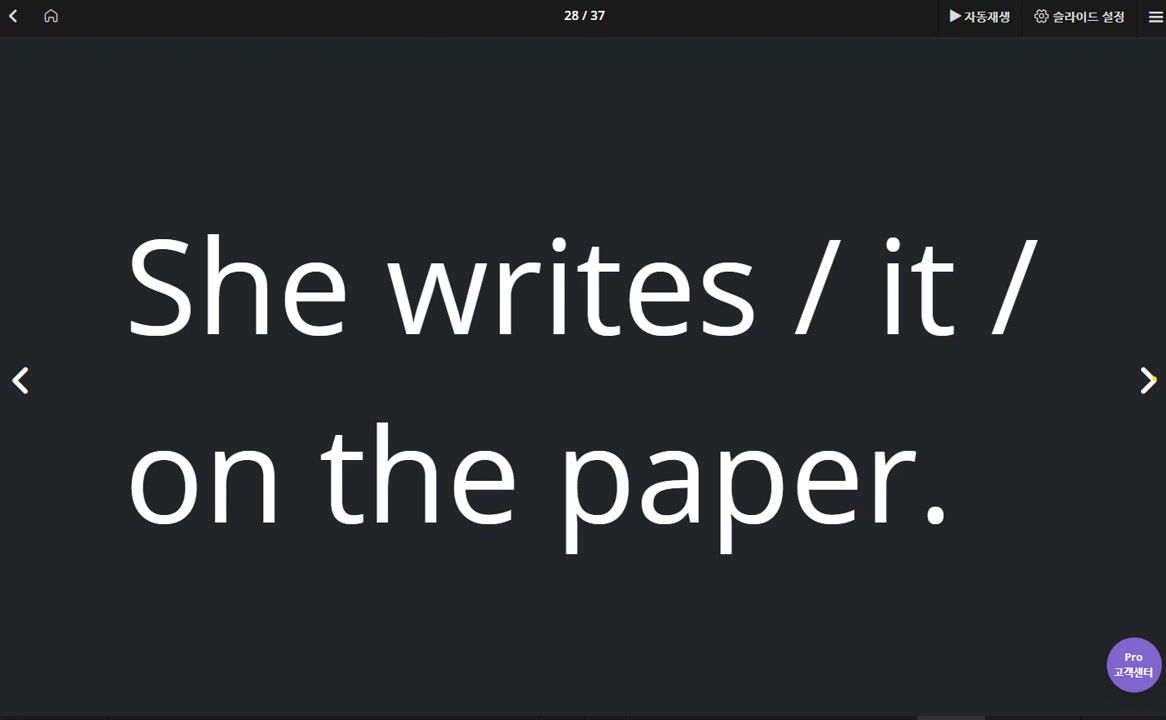 28 / 37
▶ 자동재생
슬라이드 설정
She writes / it /
on the paper.
Pro
고객센터